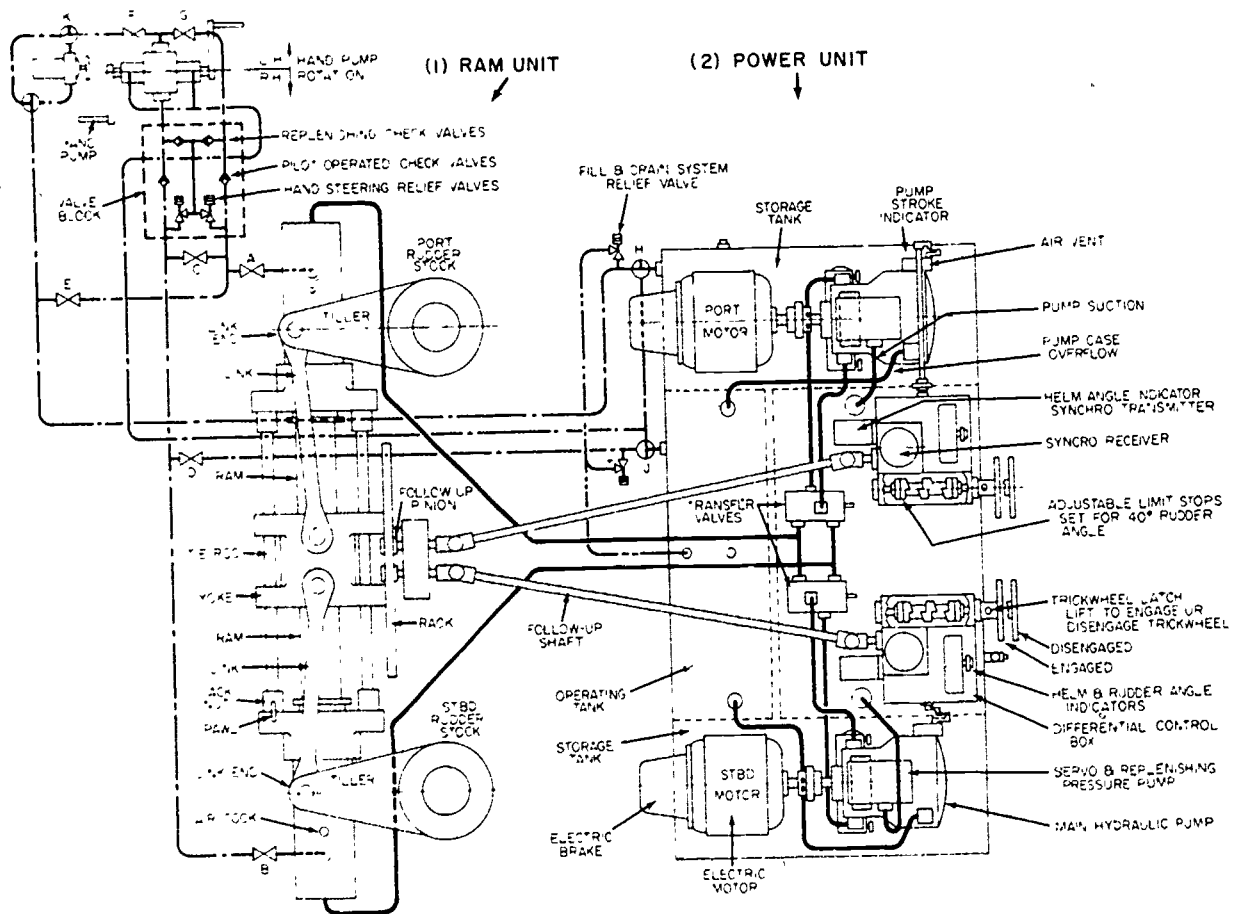 K
F
G
L.H.
R.H.
HAND PUMP
ROTATION
(1) RAM UNIT
(2) POWER UNIT
HAND
PUMP
REPLENISHING CHECK VALVES
PILOT OPERATED CHECK VALVES
HAND STEERING RELIEF VALVES
VALVE
BLOCK
C
A
E
FILL & DRAIN SYSTEM
RELIEF VALVE
H
STORAGE
TANK
PUMP
STROKE
INDICATOR
AIR VENT
PORT
RUDDER
STOCK
LINK
END
TILLER
LINK
PORT
MOTOR
PUMP SUCTION
PUMP CASE
OVERFLOW
HELM ANGLE INDICATOR
SYNCHRO TRANSMITTER
SYNCRO RECEIVER
D
J
RAM
FOLLOW-UP
PINION
TRANSFER
VALVES
ADJUSTABLE LIMIT STOPS
SET FOR 40° RUDDER
ANGLE
TIE ROD
YOKE
RAM
LINK
RACK
FOLLOW-UP
SHAFT
TRICKWHEEL LATCH
LIFT TO ENGAGE OR
DISENGAGE TRICKWHEEL
DISENGAGED
ENGAGED
HELM & RUDDER ANGLE
INDICATORS
DIFFERENTIAL CONTROL
BOX
OPERATING
TANK
STORAGE
TANK
PAWL
STBD
RUDDER
STOCK
LINK END
TILLER
AIR COCK
B
STBD
MOTOR
SERVO & REPLENISHING
PRESSURE PUMP
MAIN HYDRAULIC PUMP
ELECTRIC
BRAKE
ELECTRIC
MOTOR